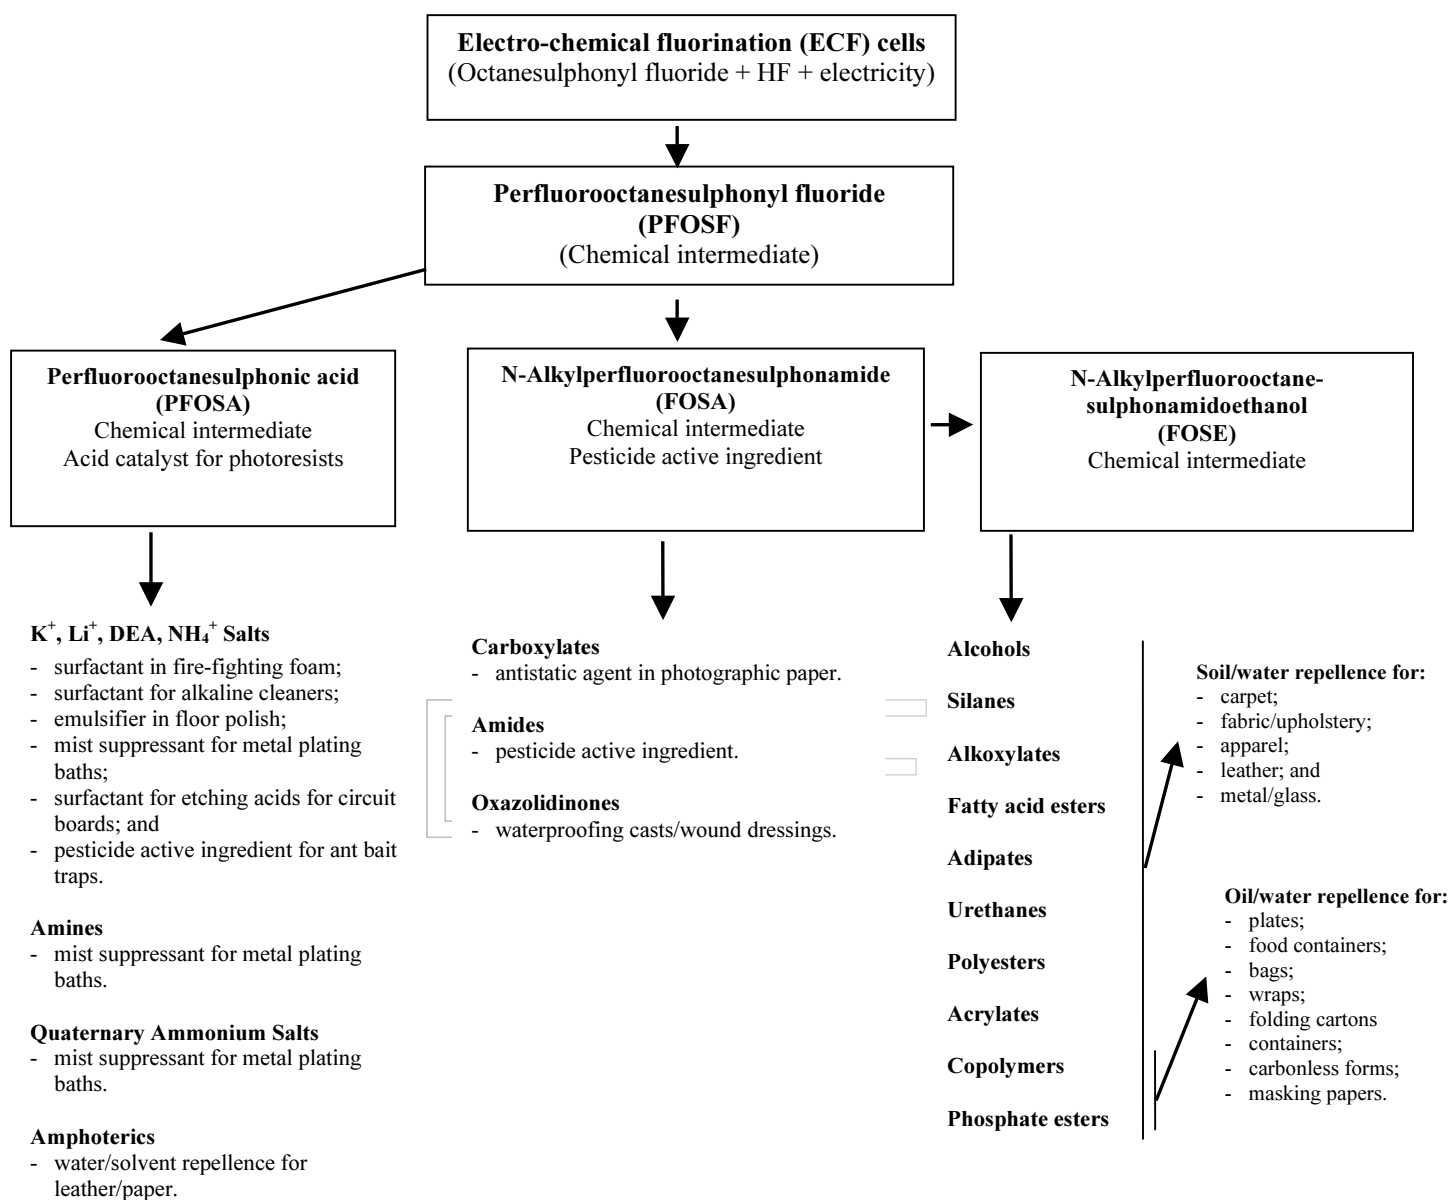 Electro-chemical fluorination (ECF) cells
(Octanesulphonyl fluoride + HF + electricity)
Perfluorooctanesulphonyl fluoride
(PFOSF)
(Chemical intermediate)
Perfluorooctanesulphonic acid
(PFOSA)
Chemical intermediate
Acid catalyst for photoresists
N-Alkylperfluorooctanesulphonamide
(FOSA)
Chemical intermediate
Pesticide active ingredient
N-Alkylperfluorooctane-
sulphonamidoethanol
(FOSE)
Chemical intermediate
K⁺, Li⁺, DEA, NH₄⁺ Salts
- surfactant in fire-fighting foam;
- surfactant for alkaline cleaners;
- emulsifier in floor polish;
- mist suppressant for metal plating
baths;
- surfactant for etching acids for circuit
boards; and
- pesticide active ingredient for ant bait
traps.
Amines
- mist suppressant for metal plating
baths.
Quaternary Ammonium Salts
- mist suppressant for metal plating
baths.
Amphoterics
- water/solvent repellence for
leather/paper.
Carboxylates
- antistatic agent in photographic paper.
Amides
- pesticide active ingredient.
Oxazolidinones
- waterproofing casts/wound dressings.
Alcohols
Silanes
Alkoxylates
Fatty acid esters
Adipates
Urethanes
Polyesters
Acrylates
Copolymers
Phosphate esters
Soil/water repellence for:
- carpet;
- fabric/upholstery;
- apparel;
- leather; and
- metal/glass.
Oil/water repellence for:
- plates;
- food containers;
- bags;
- wraps;
- folding cartons
- containers;
- carbonless forms;
- masking papers.